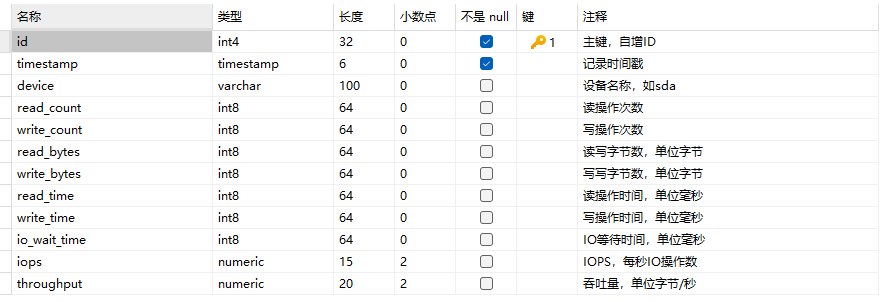 名称 类型 长度 小数点 不是 null 键 注释
id int4 32 0 1 主键，自增ID
timestamp timestamp 6 0 记录时间戳
device varchar 100 0 设备名称，如sda
read_count int8 64 0 读操作次数
write_count int8 64 0 写操作次数
read_bytes int8 64 0 读写字节数，单位字节
write_bytes int8 64 0 写写字节数，单位字节
read_time int8 64 0 读操作时间，单位毫秒
write_time int8 64 0 写操作时间，单位毫秒
io_wait_time int8 64 0 IO等待时间，单位毫秒
iops numeric 15 2 IOPS，每秒IO操作数
throughput numeric 20 2 吞吐量，单位字节/秒